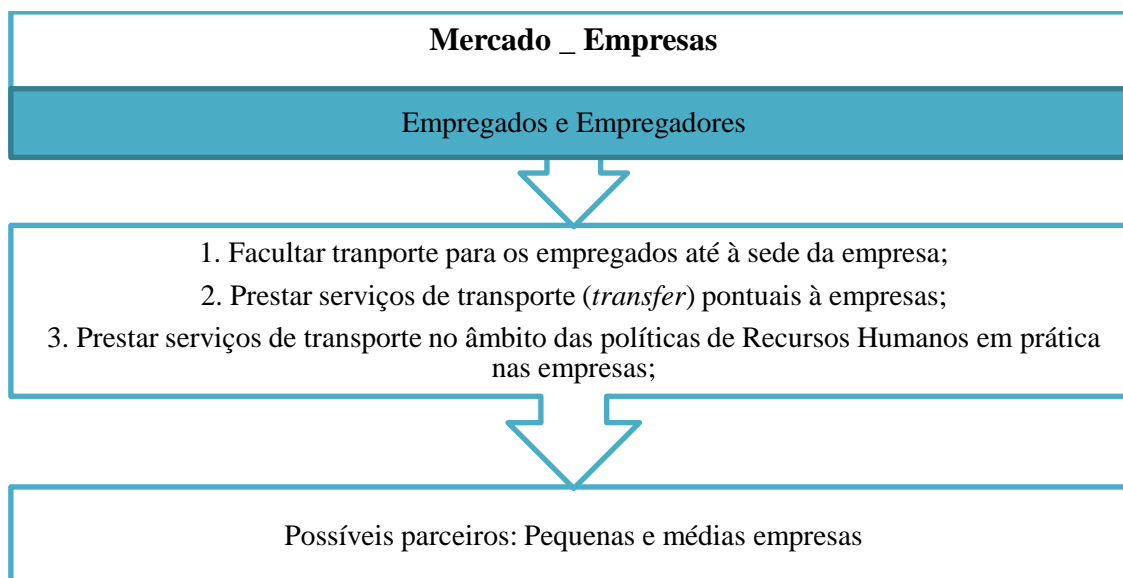 Mercado _ Empresas
Empregados e Empregadores
1. Facultar tranporte para os empregados até à sede da empresa;
2. Prestar serviços de transporte (transfer) pontuais à empresas;
3. Prestar serviços de transporte no âmbito das políticas de Recursos Humanos em prática
nas empresas;
Possíveis parceiros: Pequenas e médias empresas